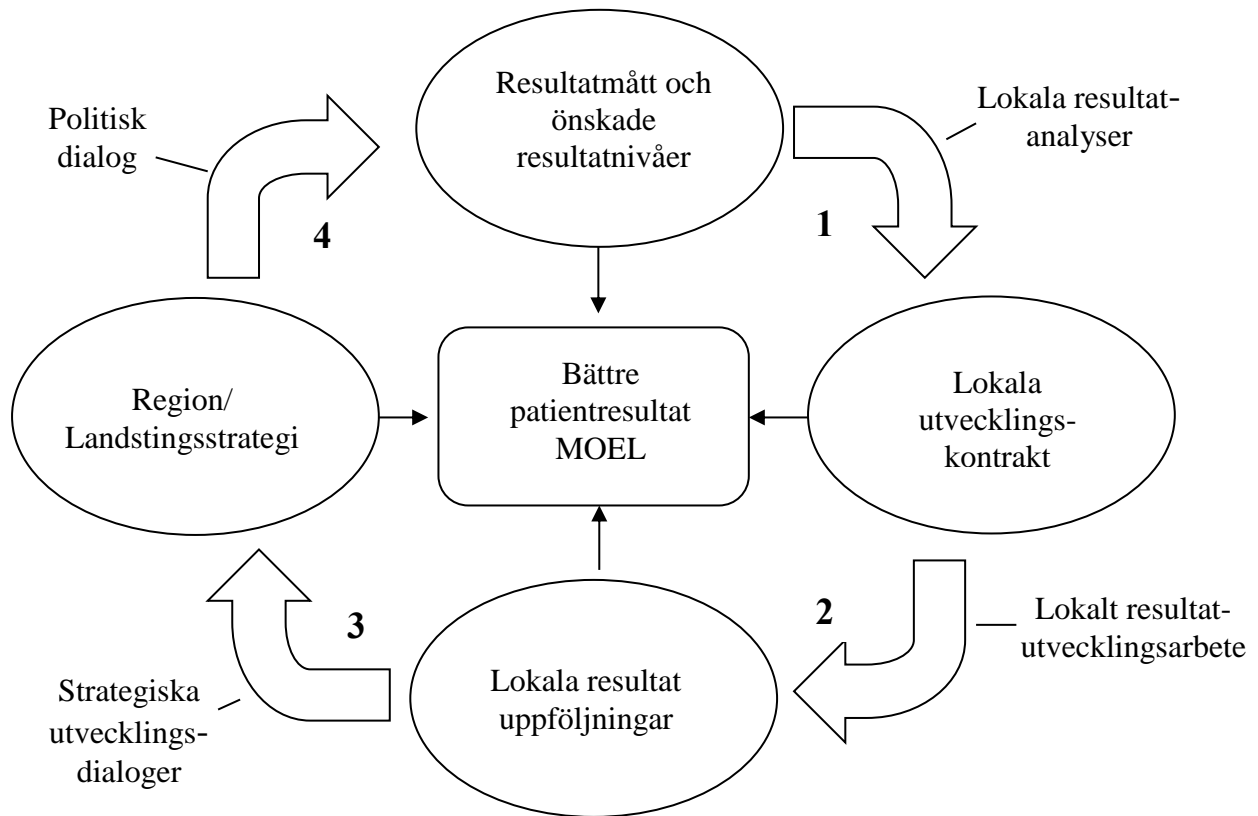 Resultatmått och
önskade
resultatnivåer
Politisk
dialog
Lokala resultat-
analyser
4
1
Region/
Landstingsstrategi
Bättre
patientresultat
MOEL
Lokala
utvecklings-
kontrakt
3
2
Lokalt resultat-
utvecklingsarbete
Strategiska
utvecklings-
dialoger
Lokala resultat
uppföljningar